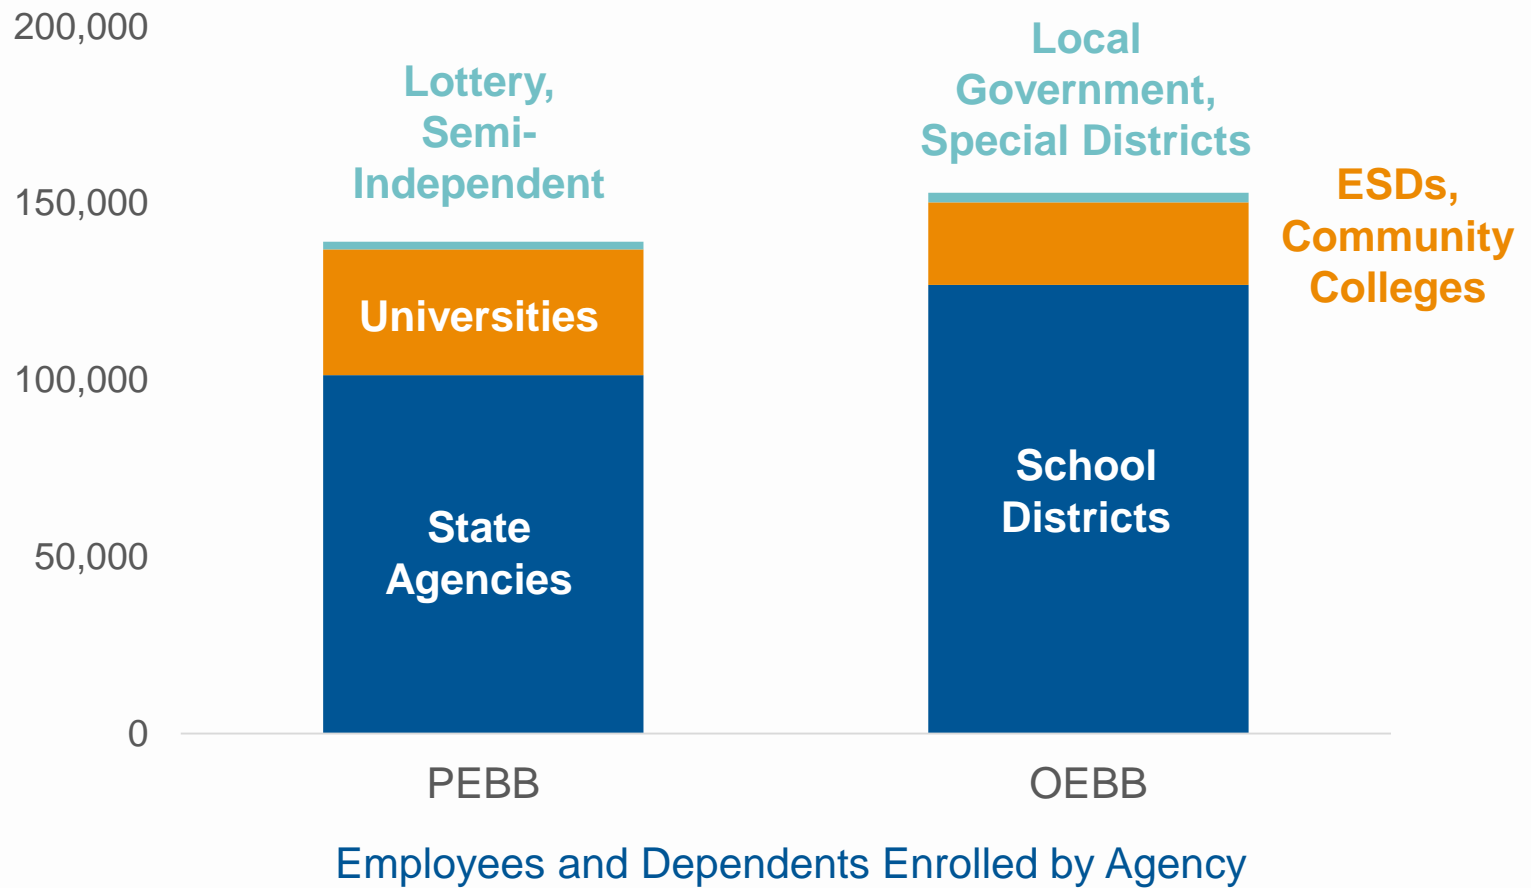 200,000
150,000
100,000
50,000
0
Lottery,
Semi-
Independent
Universities
State
Agencies
Local
Government,
Special Districts
ESDs,
Community
Colleges
School
Districts
PEBB
OEBB
Employees and Dependents Enrolled by Agency